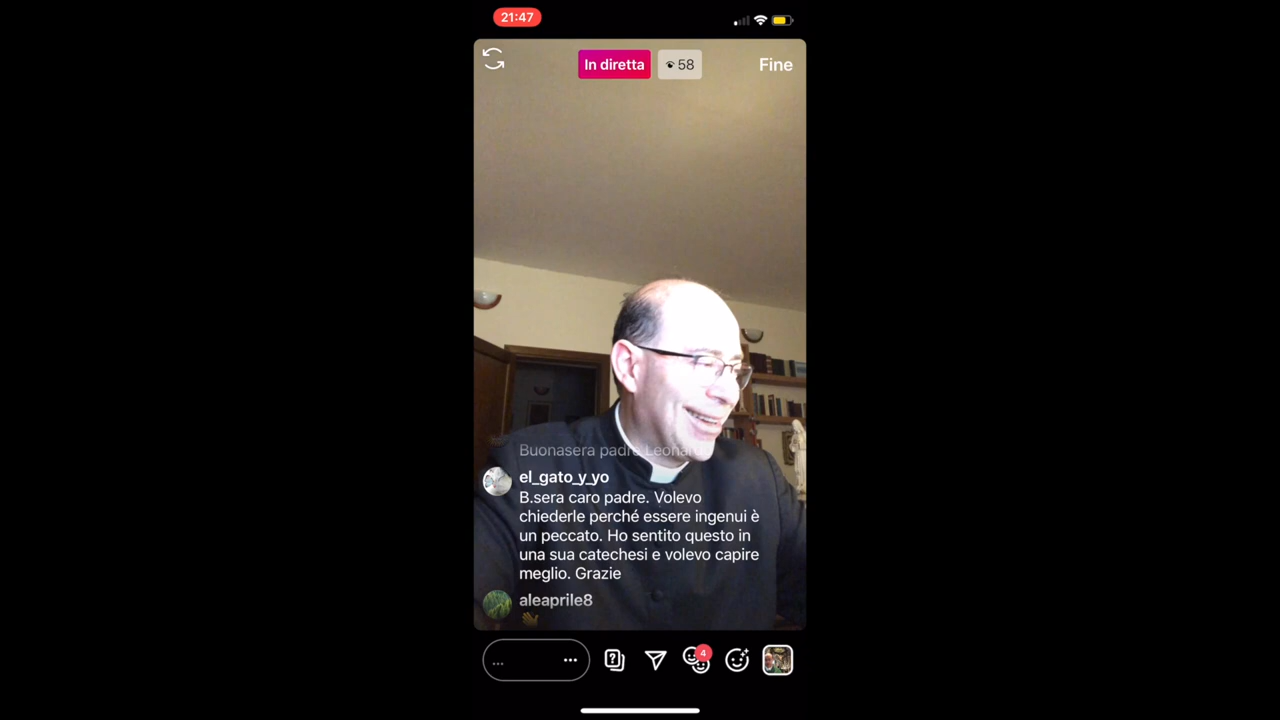 21:47
In diretta
58
Fine
Buonasera padre Leonardo
el_gato_y_yo
B.sera caro padre. Volevo
chiederle perché essere ingenui è
un peccato. Ho sentito questo in
una sua catechesi e volevo capire
meglio. Grazie
aleaprile8
...
4